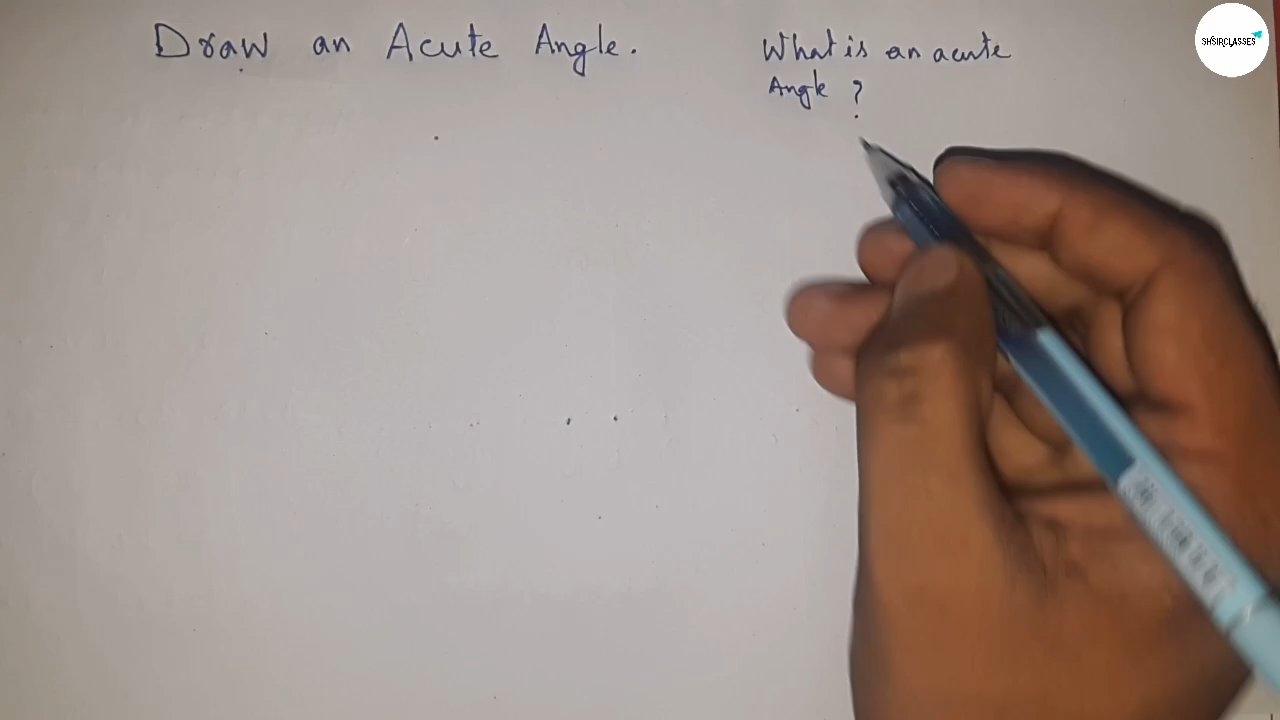 Draw an Acute Angle.
What is an acute
Angle ?
SHSIRCLASSES